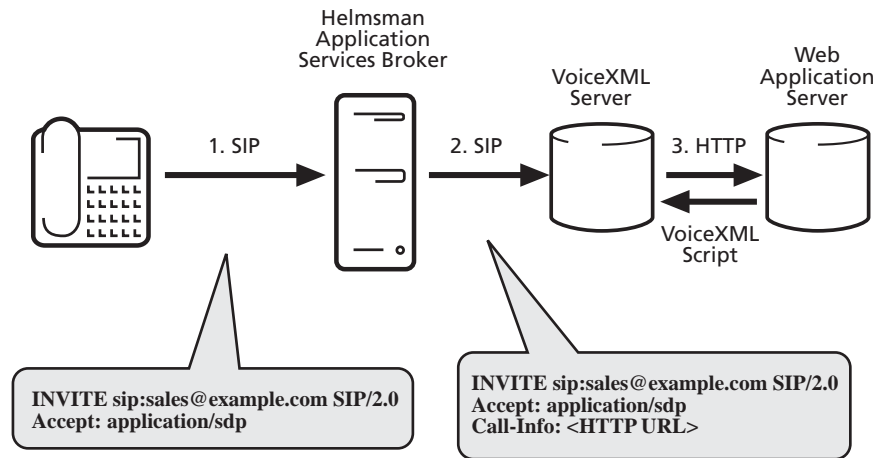 Helmsman
Application
Services Broker
VoiceXML
Server
Web
Application
Server
1. SIP
2. SIP
3. HTTP
VoiceXML
Script
INVITE sip:sales@example.com SIP/2.0
Accept: application/sdp
INVITE sip:sales@example.com SIP/2.0
Accept: application/sdp
Call-Info: <HTTP URL>